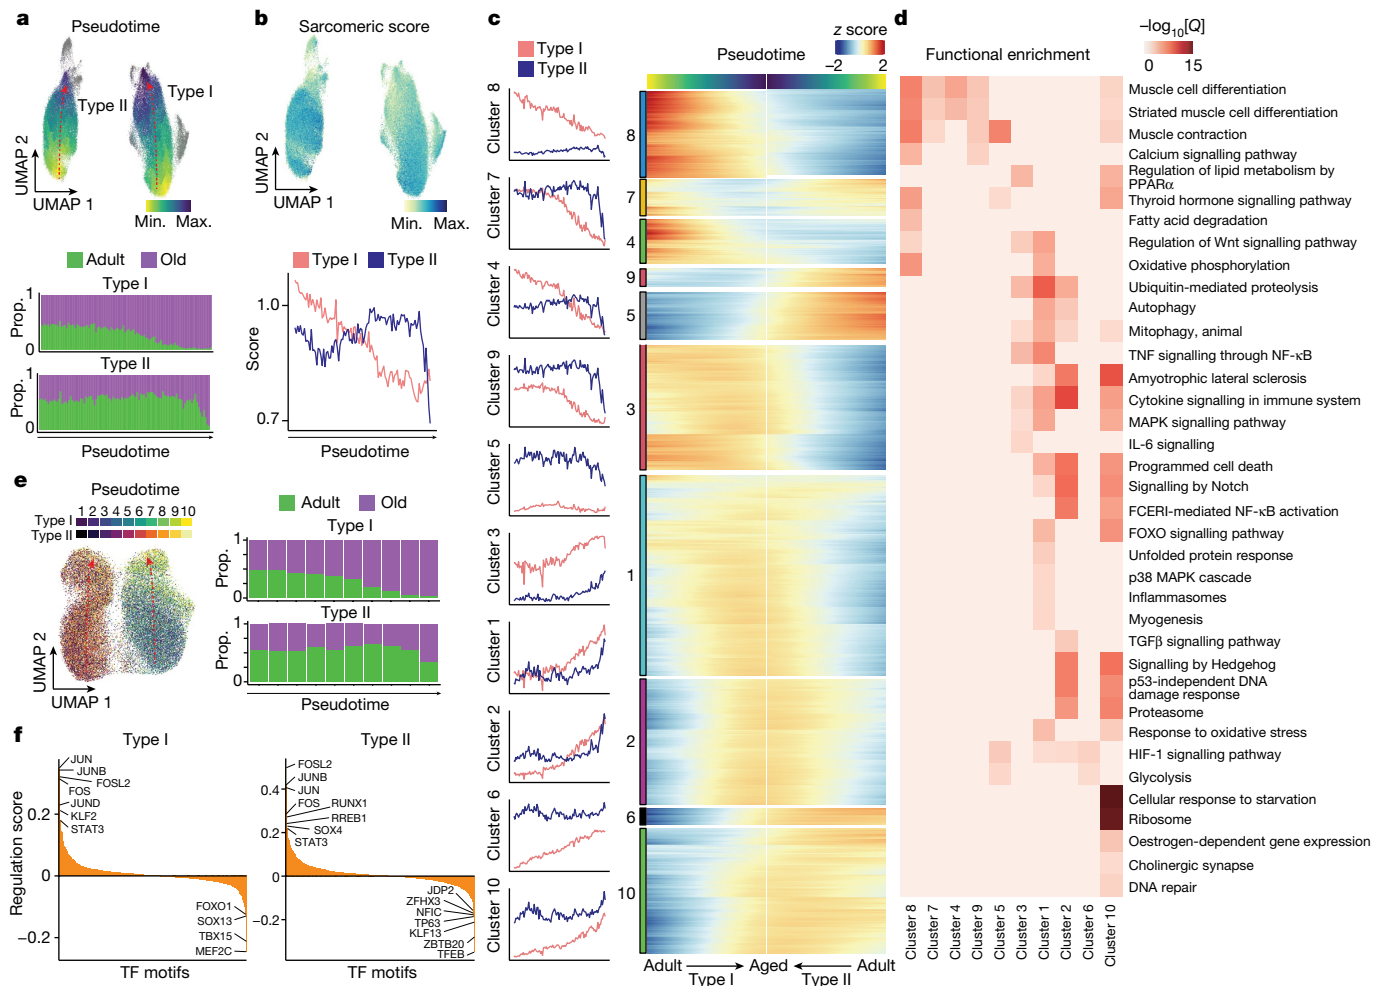 a
Pseudotime
Type II
Type I
UMAP 2
UMAP 1
Min. Max.
Adult Old
Type I
Prop.
1
0
Type II
Prop.
1
0
Pseudotime
b
Sarcomeric score
UMAP 2
UMAP 1
Min. Max.
Type I Type II
Score
1.0
0.7
Pseudotime
c
Type I
Type II
Pseudotime
z score
−2 2
Cluster 8
Cluster 7
Cluster 4
Cluster 9
Cluster 5
Cluster 3
Cluster 1
Cluster 2
Cluster 6
Cluster 10
8
7
4
9
5
3
1
2
6
10
Adult Aged Adult
Type I Type II
d
Functional enrichment
−log10[Q]
0 15
Muscle cell differentiation
Striated muscle cell differentiation
Muscle contraction
Calcium signalling pathway
Regulation of lipid metabolism by
PPARα
Thyroid hormone signalling pathway
Fatty acid degradation
Regulation of Wnt signalling pathway
Oxidative phosphorylation
Ubiquitin-mediated proteolysis
Autophagy
Mitophagy, animal
TNF signalling through NF-κB
Amyotrophic lateral sclerosis
Cytokine signalling in immune system
MAPK signalling pathway
IL-6 signalling
Programmed cell death
Signalling by Notch
FCERI-mediated NF-κB activation
FOXO signalling pathway
Unfolded protein response
p38 MAPK cascade
Inflammasomes
Myogenesis
TGFβ signalling pathway
Signalling by Hedgehog
p53-independent DNA
damage response
Proteasome
Response to oxidative stress
HIF-1 signalling pathway
Glycolysis
Cellular response to starvation
Ribosome
Oestrogen-dependent gene expression
Cholinergic synapse
DNA repair
Cluster 8
Cluster 7
Cluster 4
Cluster 9
Cluster 5
Cluster 3
Cluster 1
Cluster 2
Cluster 6
Cluster 10
e
Pseudotime
1 2 3 4 5 6 7 8 9 10
Type I
Type II
UMAP 2
UMAP 1
Adult Old
Type I
Prop.
1
0
Type II
Prop.
1
0
Pseudotime
f
Type I
Regulation score
0.2
0
−0.2
JUN
JUNB
FOSL2
FOS
JUND
KLF2
STAT3
FOXO1
SOX13
TBX15
MEF2C
TF motifs
Type II
0.4
0.2
0
−0.2
FOSL2
JUNB
JUN
FOS
RUNX1
RREB1
SOX4
STAT3
JDP2
ZFHX3
NFIC
TP63
KLF13
ZBTB20
TFEB
TF motifs